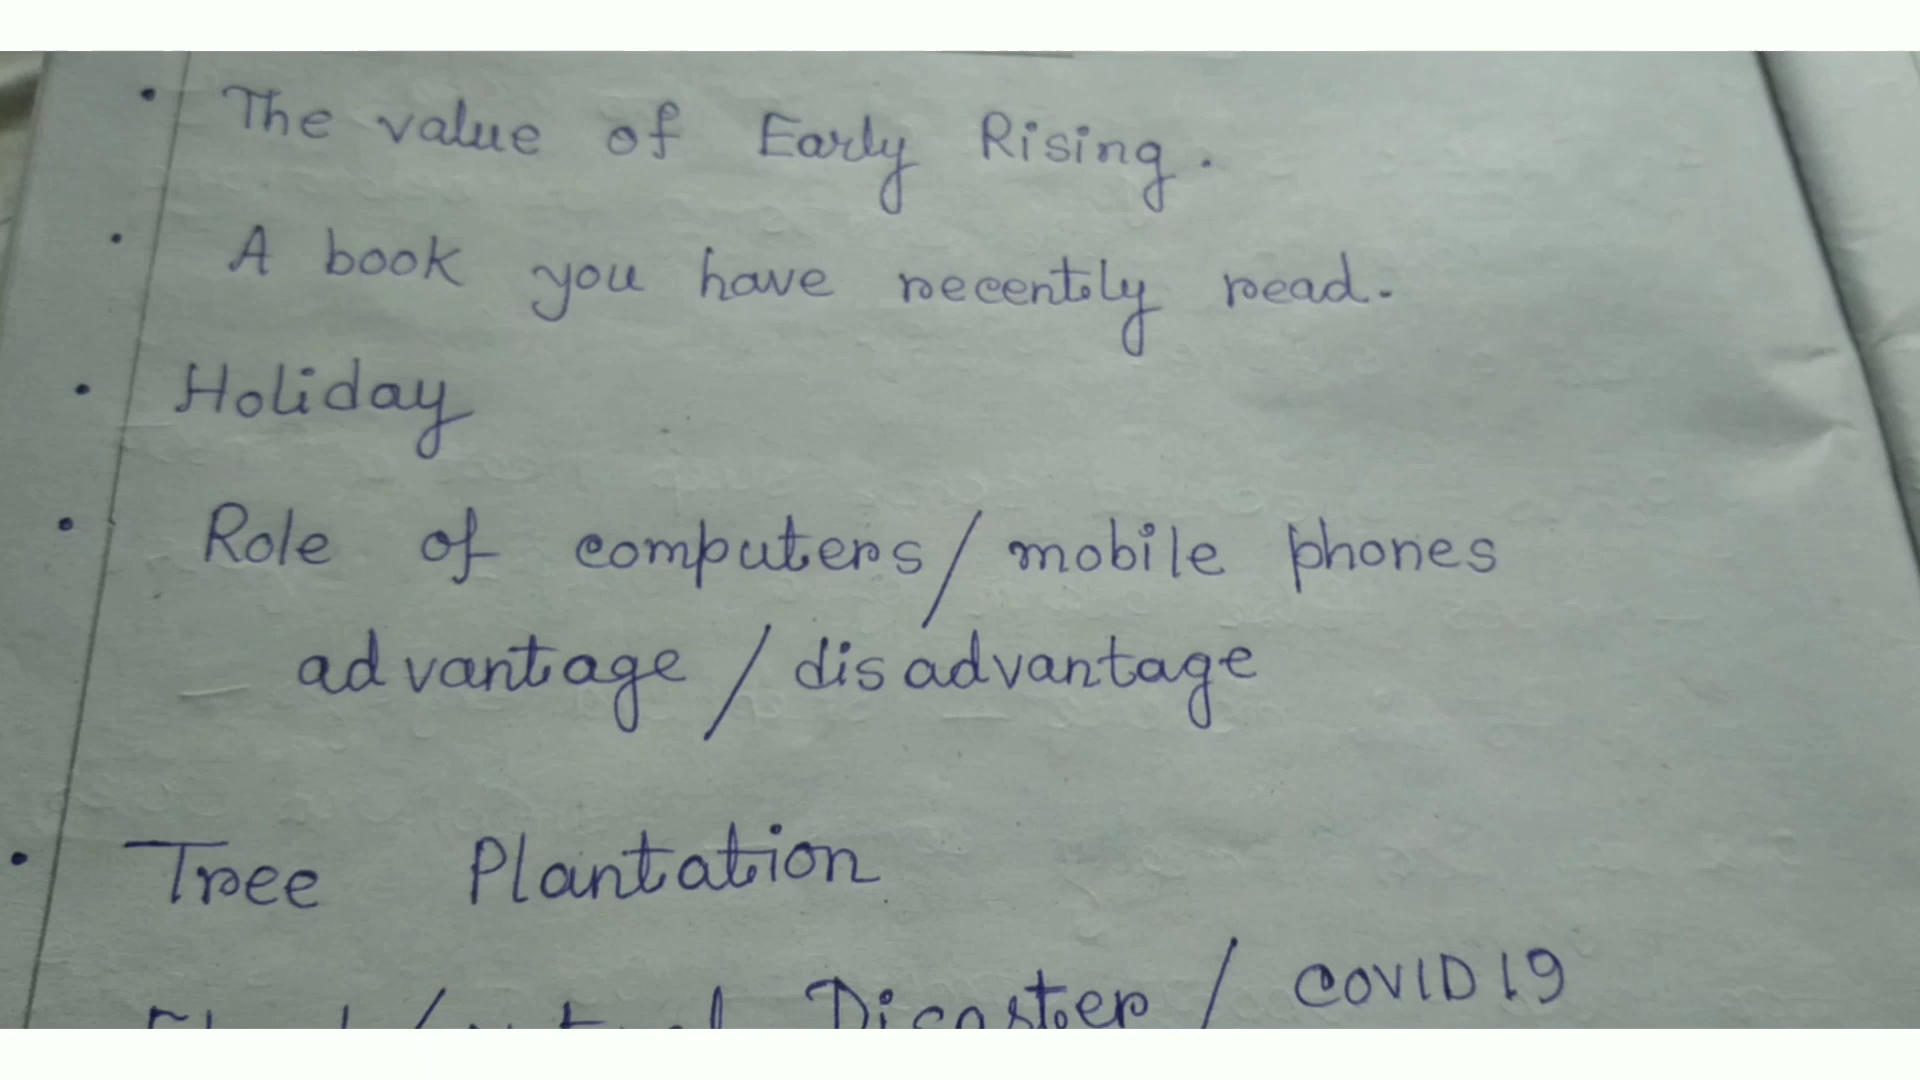 • The value of Early Rising.
• A book you have recently read.
• Holiday
• Role of computers / mobile phones
advantage / disadvantage
• Tree Plantation
Disaster / COVID 19